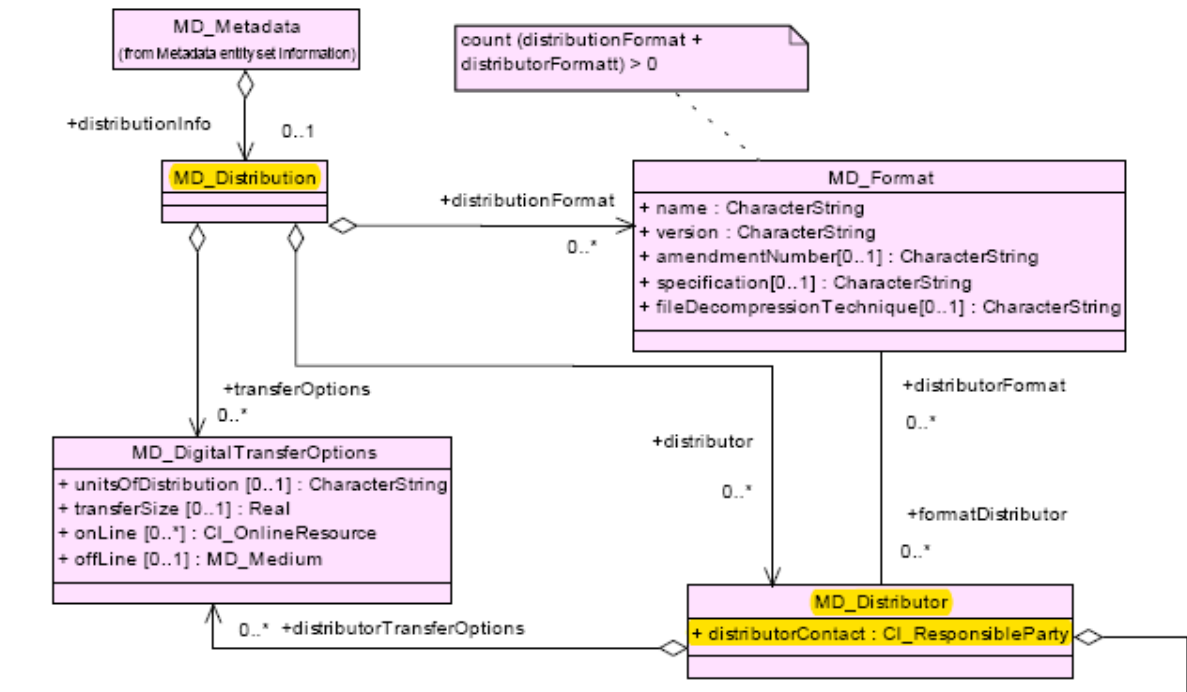 MD_Metadata
(from Metadata entity set information)
count (distributionFormat +
distributorFormatt) > 0
+distributionInfo
0..1
MD_Distribution
+distributionFormat
0..*
MD_Format
+ name : CharacterString
+ version : CharacterString
+ amendmentNumber[0..1] : CharacterString
+ specification[0..1] : CharacterString
+ fileDecompressionTechnique[0..1] : CharacterString
+transferOptions
0..*
+distributorFormat
0..*
MD_DigitalTransferOptions
+ unitsOfDistribution [0..1] : CharacterString
+ transferSize [0..1] : Real
+ onLine [0..*] : CI_OnlineResource
+ offLine [0..1] : MD_Medium
+distributor
0..*
+formatDistributor
0..*
MD_Distributor
+ distributorContact : CI_ResponsibleParty
0..* +distributorTransferOptions